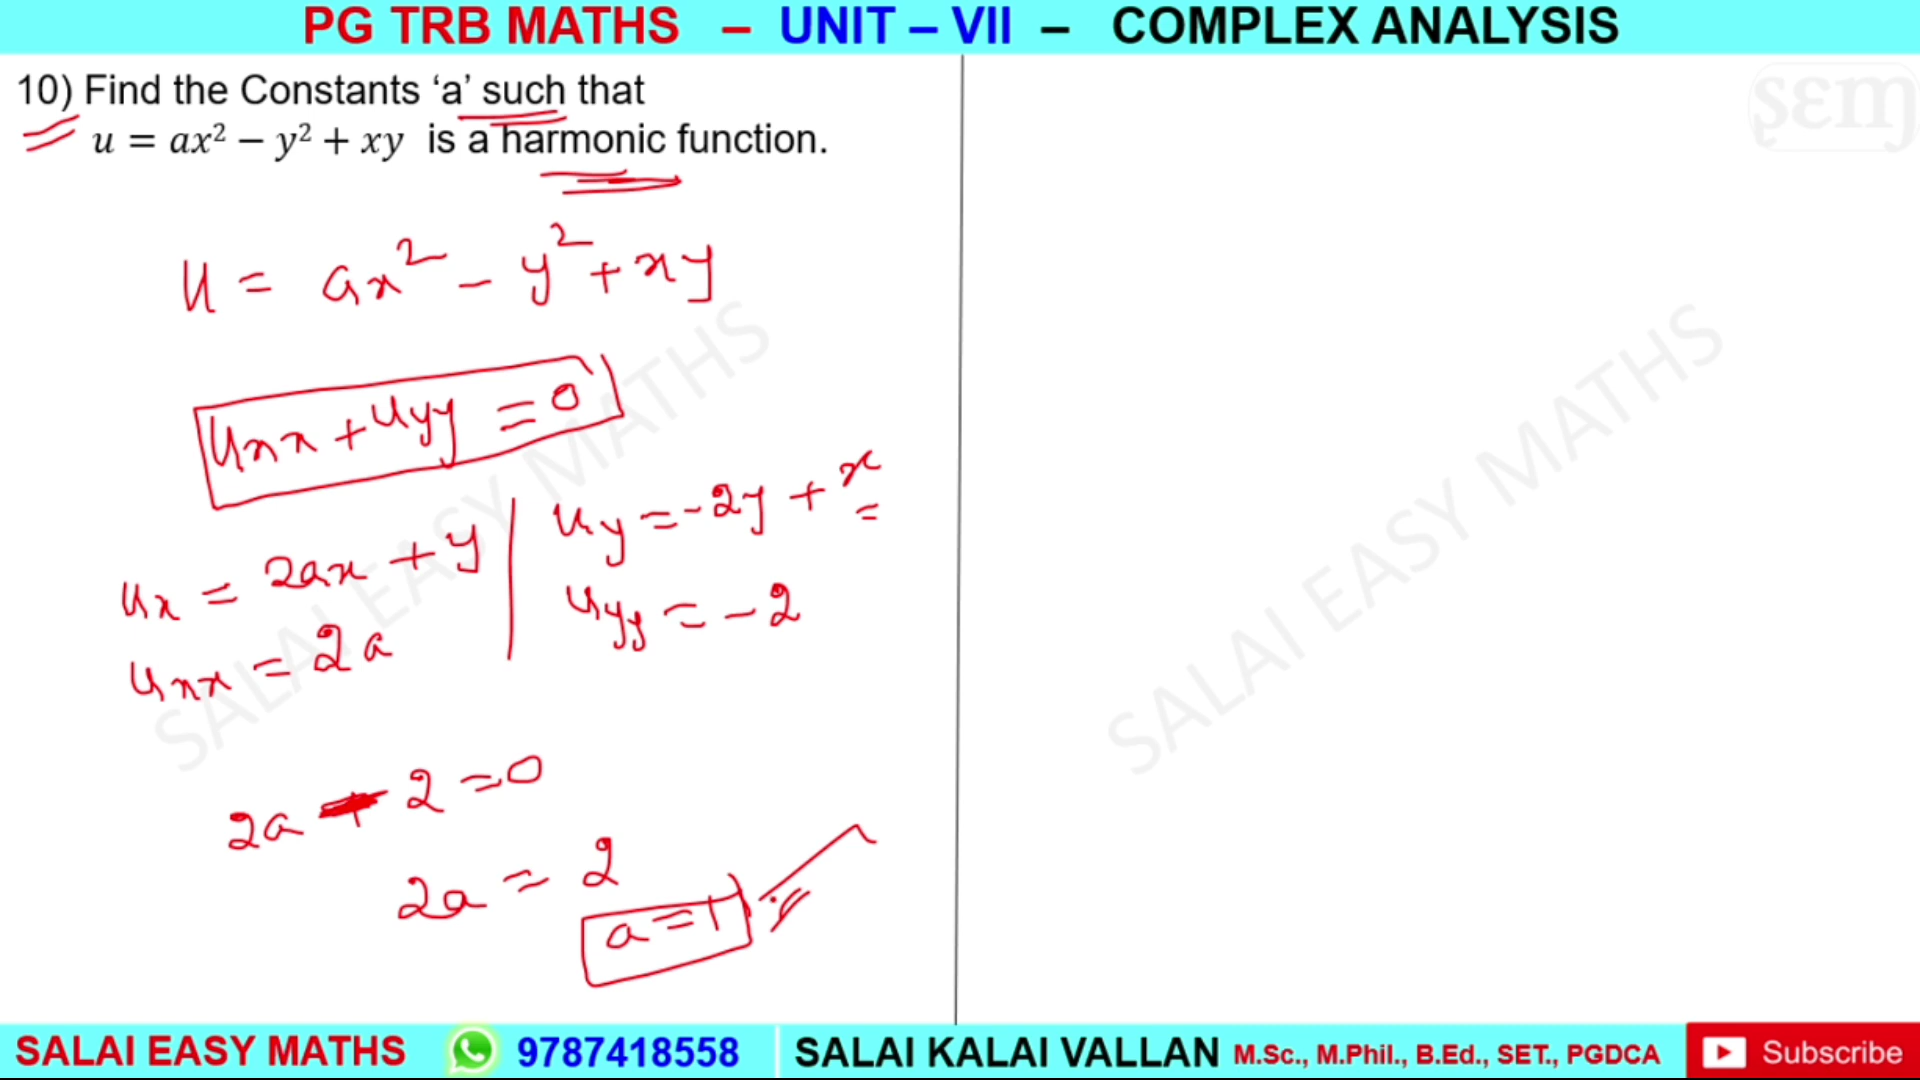 PG TRB MATHS – UNIT – VII – COMPLEX ANALYSIS
10) Find the Constants ‘a’ such that
u = ax² − y² + xy is a harmonic function.
u = ax² − y² + xy
uxx + uyy = 0
ux = 2ax + y
uxx = 2a
uy = -2y + x
uyy = -2
2a - 2 = 0
2a = 2
a = 1
SALAI EASY MATHS
SALAI EASY MATHS
sɛm
SALAI EASY MATHS 9787418558 SALAI KALAI VALLAN M.Sc., M.Phil., B.Ed., SET., PGDCA Subscribe